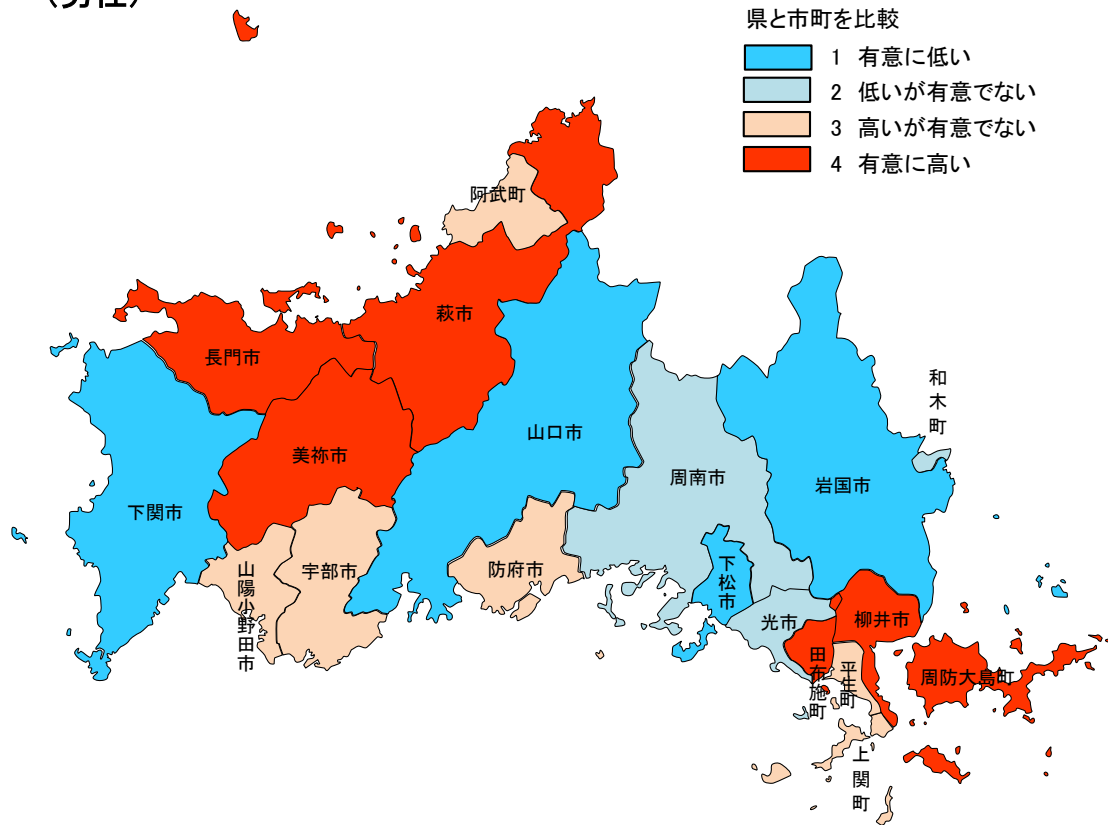 （男性）
県と市町を比較
1 有意に低い
2 低いが有意でない
3 高いが有意でない
4 有意に高い
阿武町
萩市
長門市
和木町
山口市
美祢市
周南市
岩国市
下関市
宇部市
防府市
山陽小野田市
下松市
光市
柳井市
田布施町
平生町
周防大島町
上関町